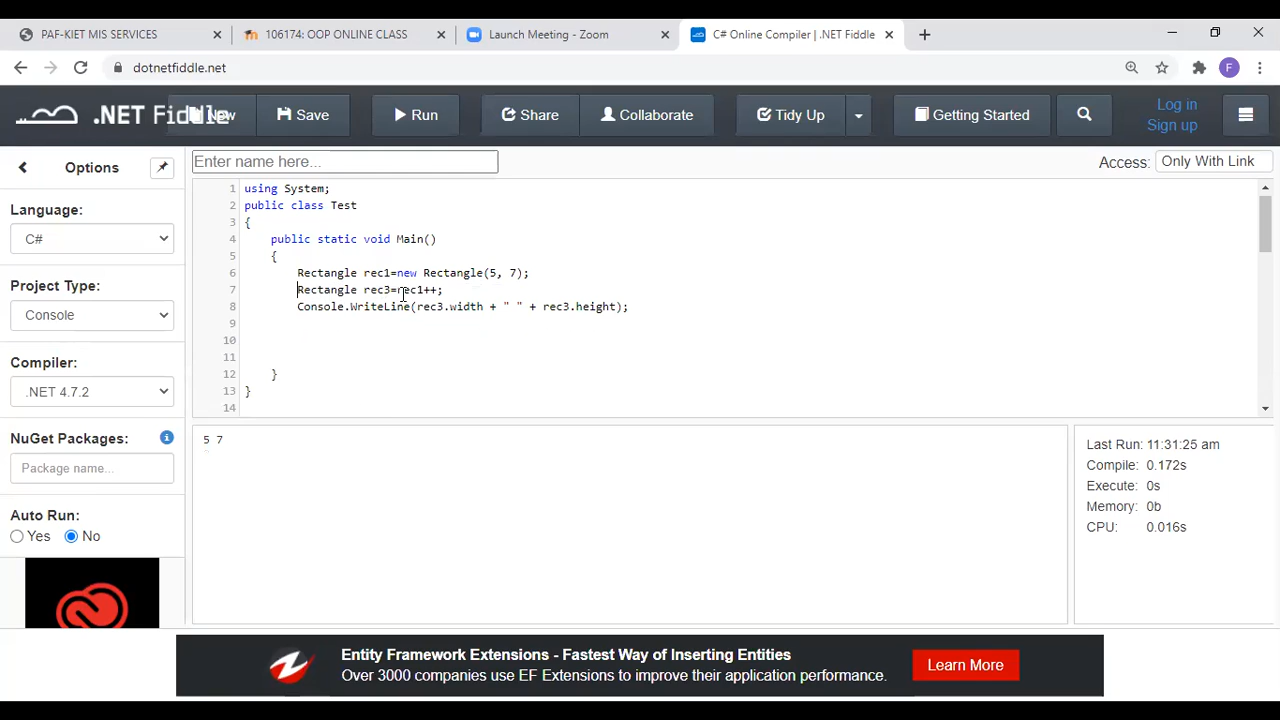 PAF-KIET MIS SERVICES
106174: OOP ONLINE CLASS
Launch Meeting - Zoom
C# Online Compiler | .NET Fiddle
dotnetfiddle.net
F
.NET Fiddle
New
Save
Run
Share
Collaborate
Tidy Up
Getting Started
Log in
Sign up
Options
Enter name here...
Access:
Only With Link
Language:
C#
Project Type:
Console
Compiler:
.NET 4.7.2
NuGet Packages:
Package name...
Auto Run:
Yes
No
1 using System;
2 public class Test
3 {
4 public static void Main()
5 {
6 Rectangle rec1=new Rectangle(5, 7);
7 Rectangle rec3=rec1++;
8 Console.WriteLine(rec3.width + " " + rec3.height);
9
10
11
12 }
13 }
14
5 7
Last Run: 11:31:25 am
Compile: 0.172s
Execute: 0s
Memory: 0b
CPU: 0.016s
Entity Framework Extensions - Fastest Way of Inserting Entities
Over 3000 companies use EF Extensions to improve their application performance.
Learn More